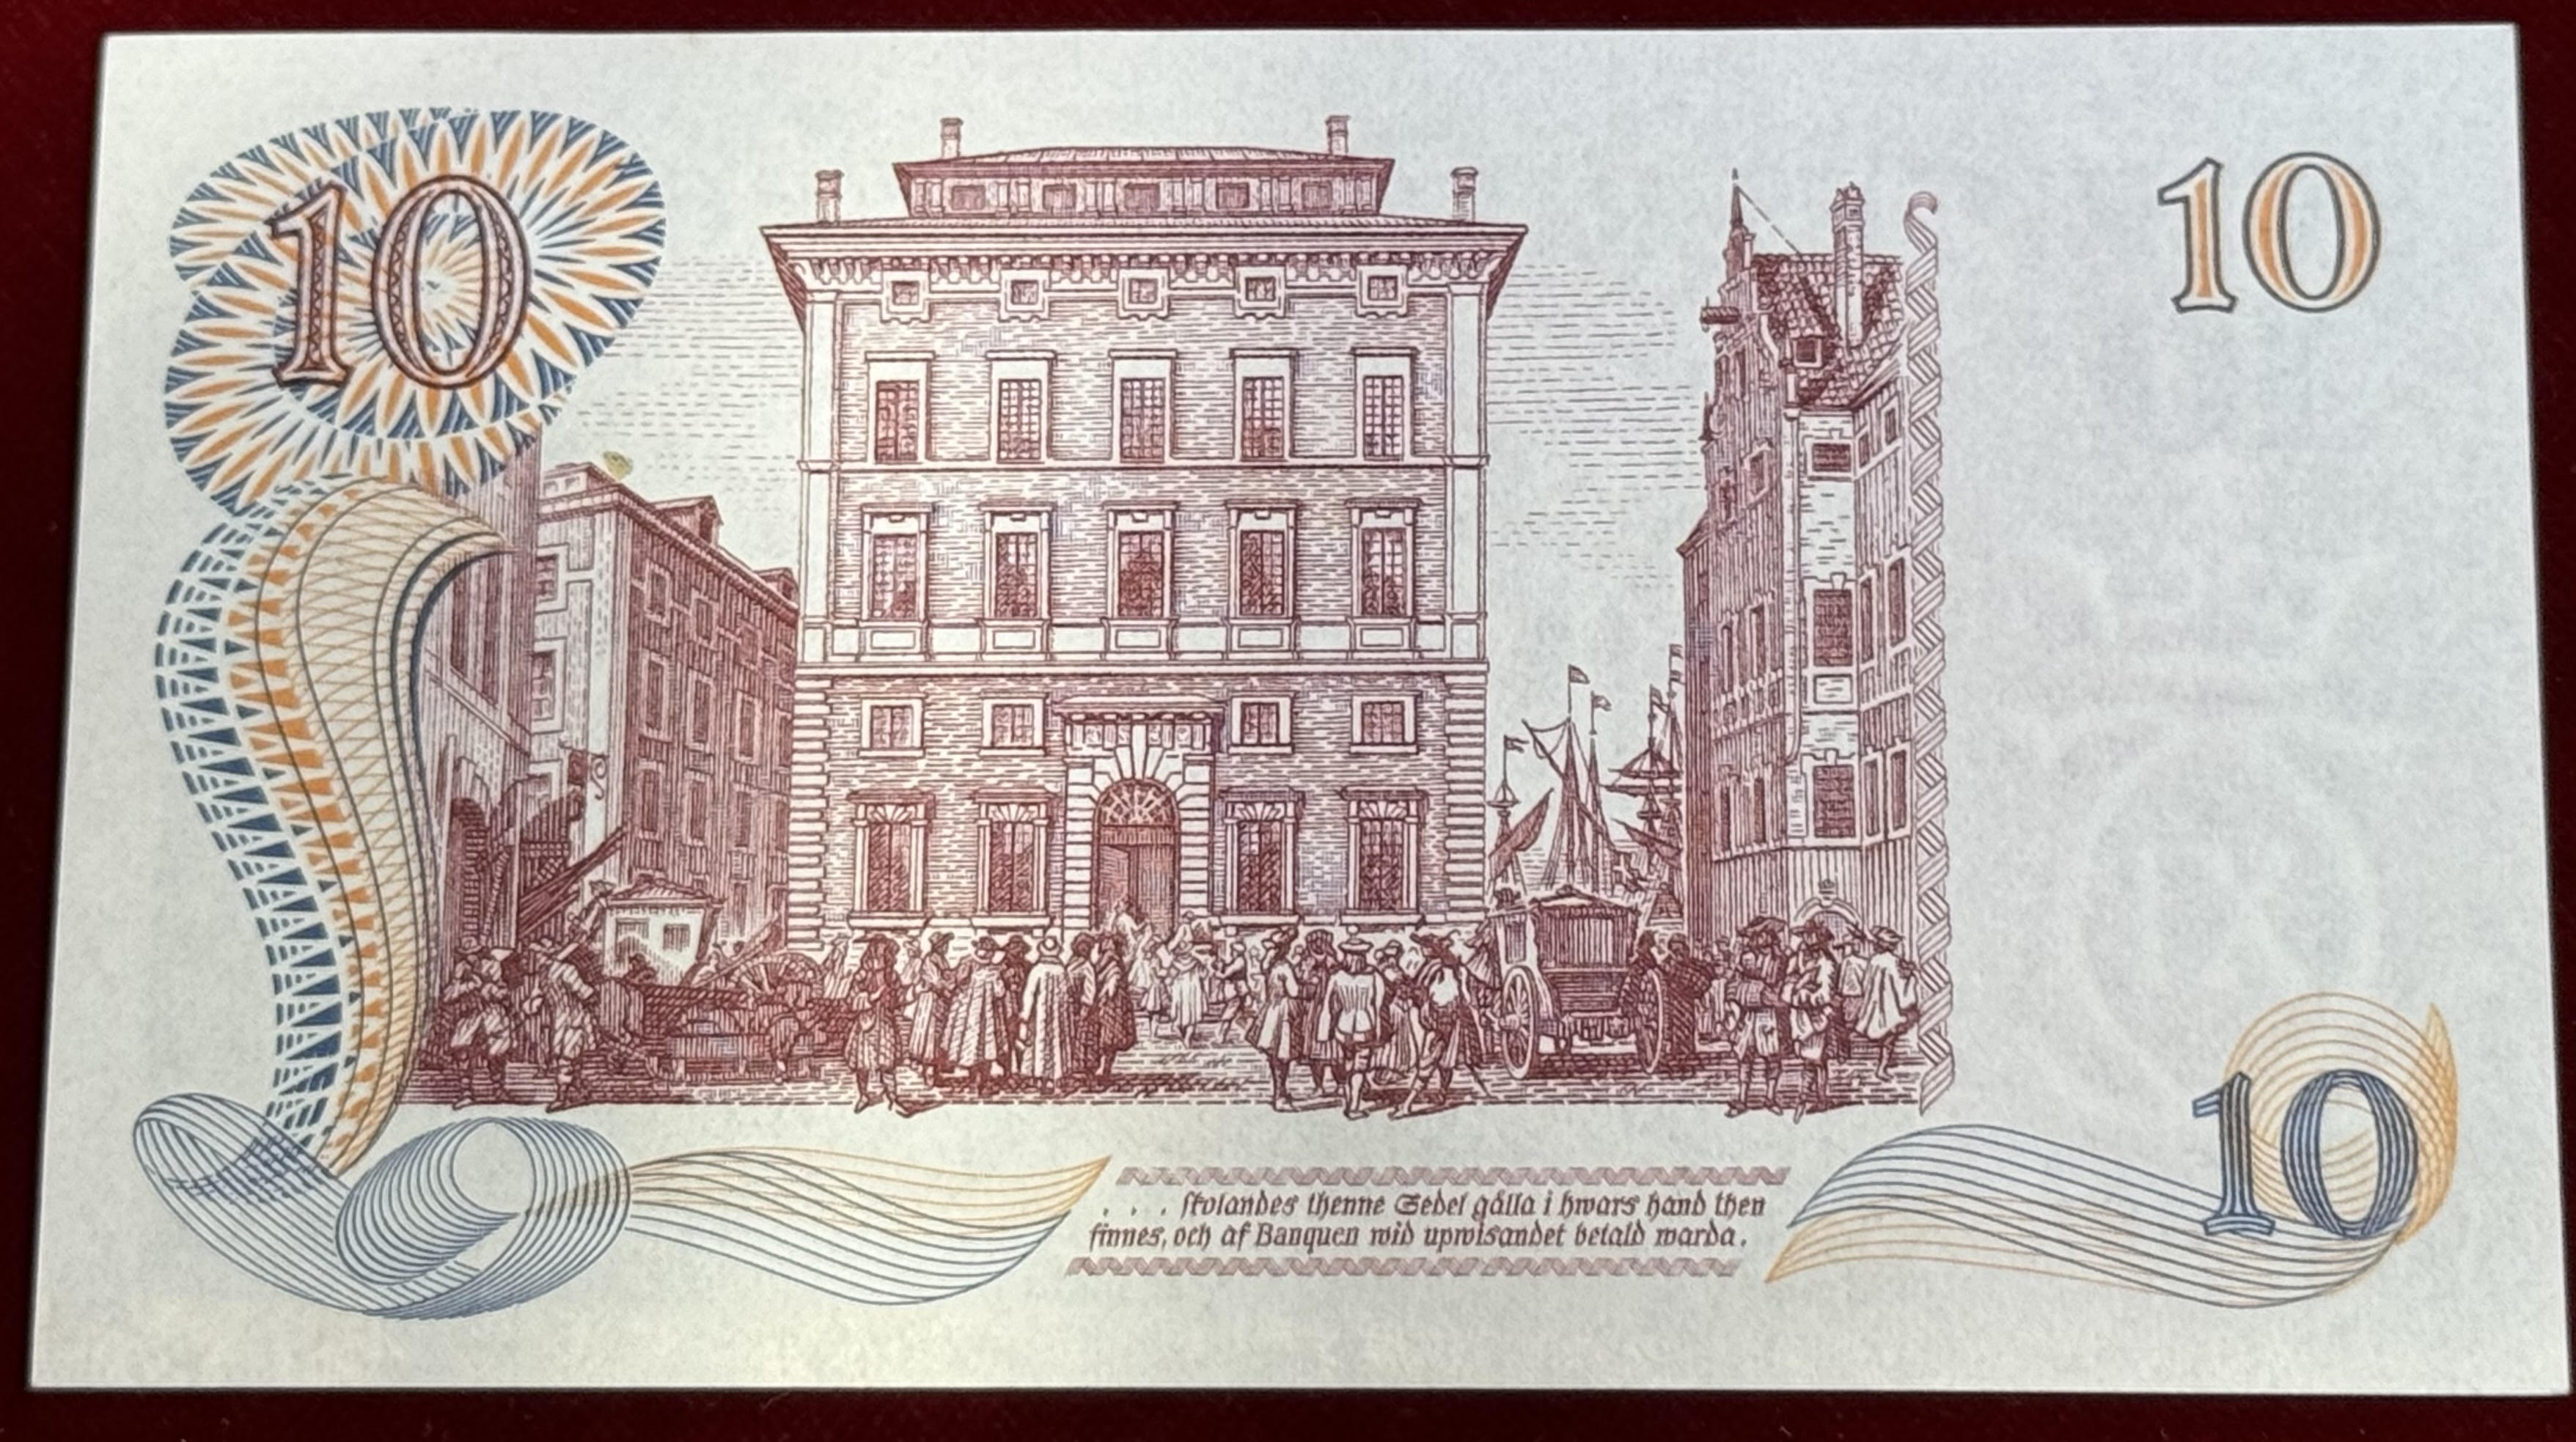 10
10
. . . skolandes thenne Sedel gälla i hwars hand then
finnes, och af Banquen wid upwisandet betald warda.
10